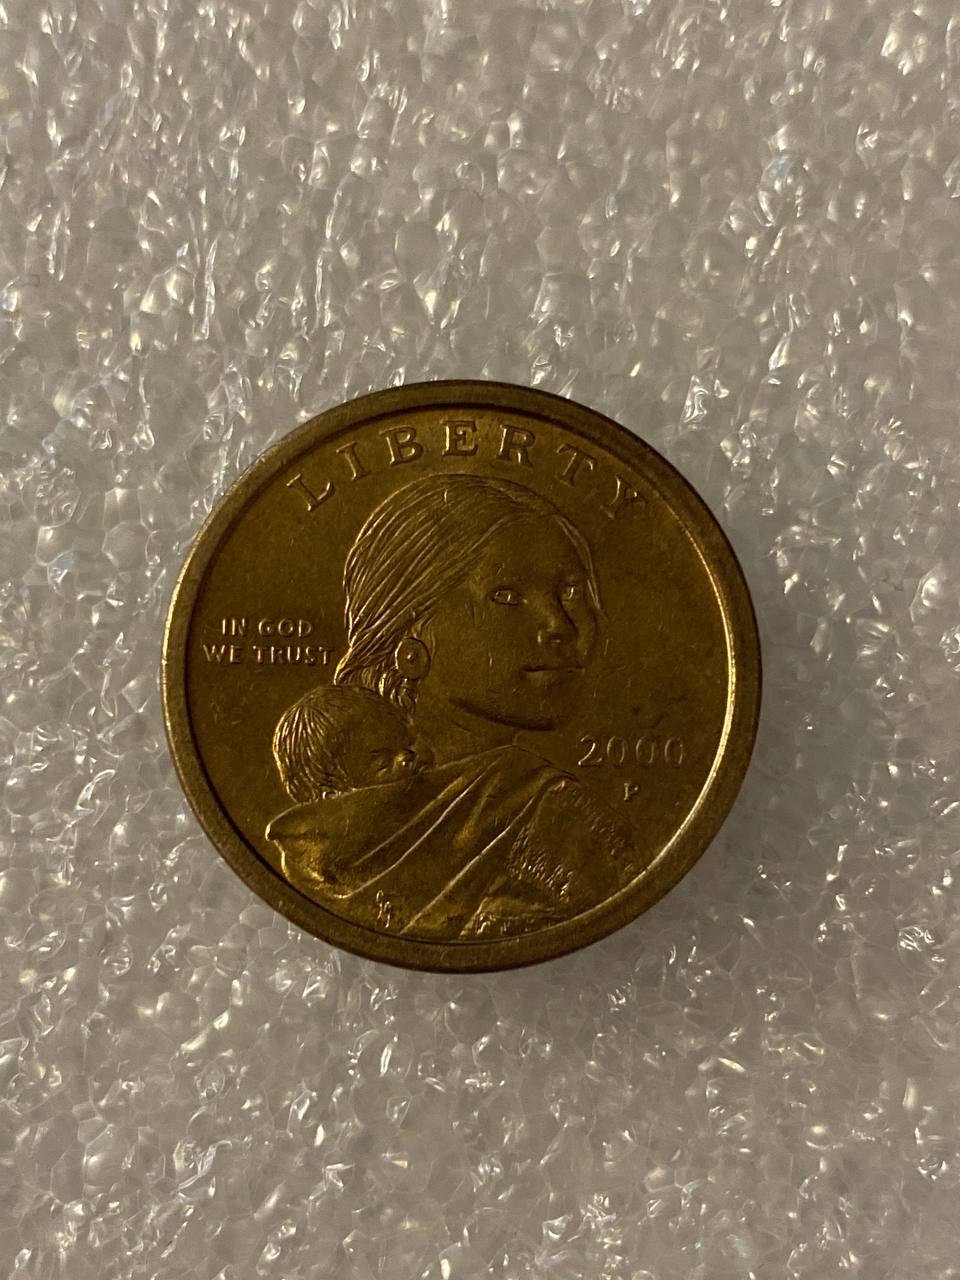 LIBERTY
IN GOD
WE TRUST
2000
P